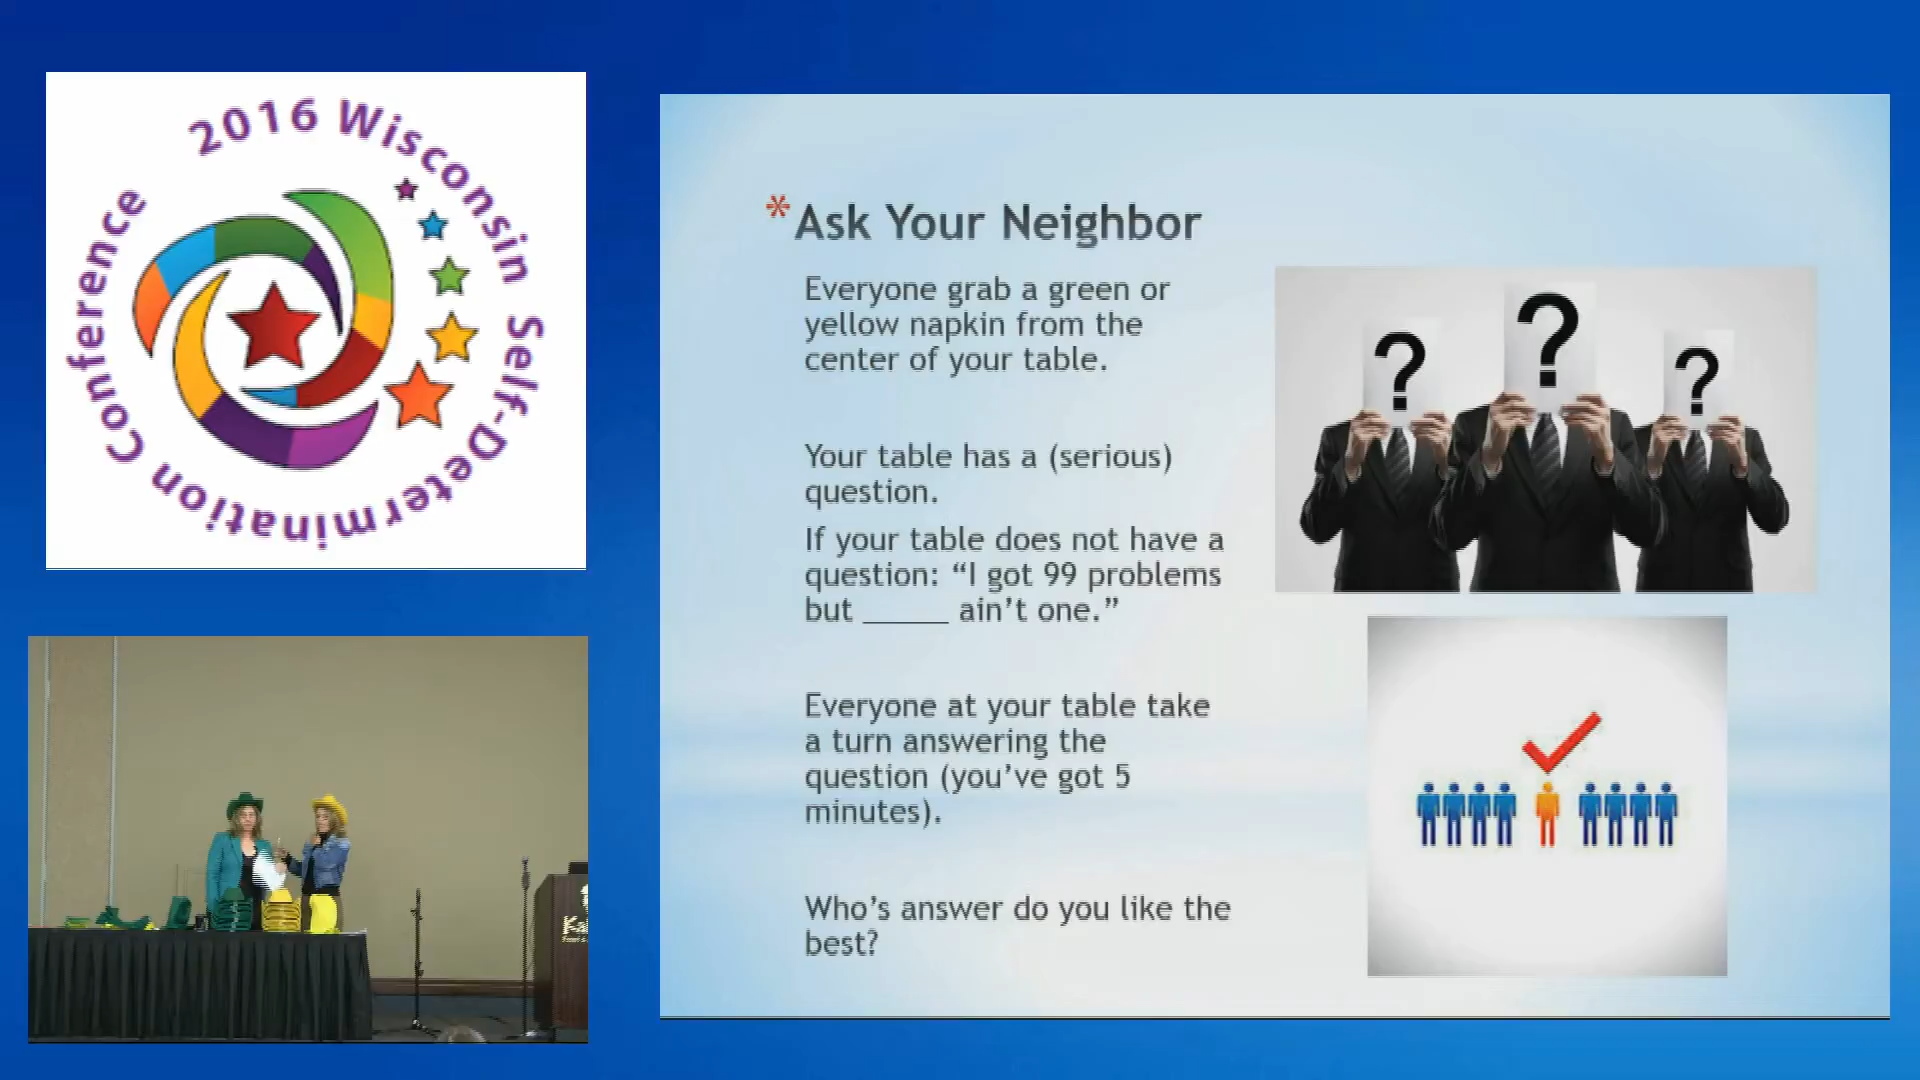 2016 Wisconsin Self-Determination Conference
*Ask Your Neighbor
Everyone grab a green or
yellow napkin from the
center of your table.
Your table has a (serious)
question.
If your table does not have a
question: “I got 99 problems
but _____ ain’t one.”
Everyone at your table take
a turn answering the
question (you’ve got 5
minutes).
Who’s answer do you like the
best?
?
?
?